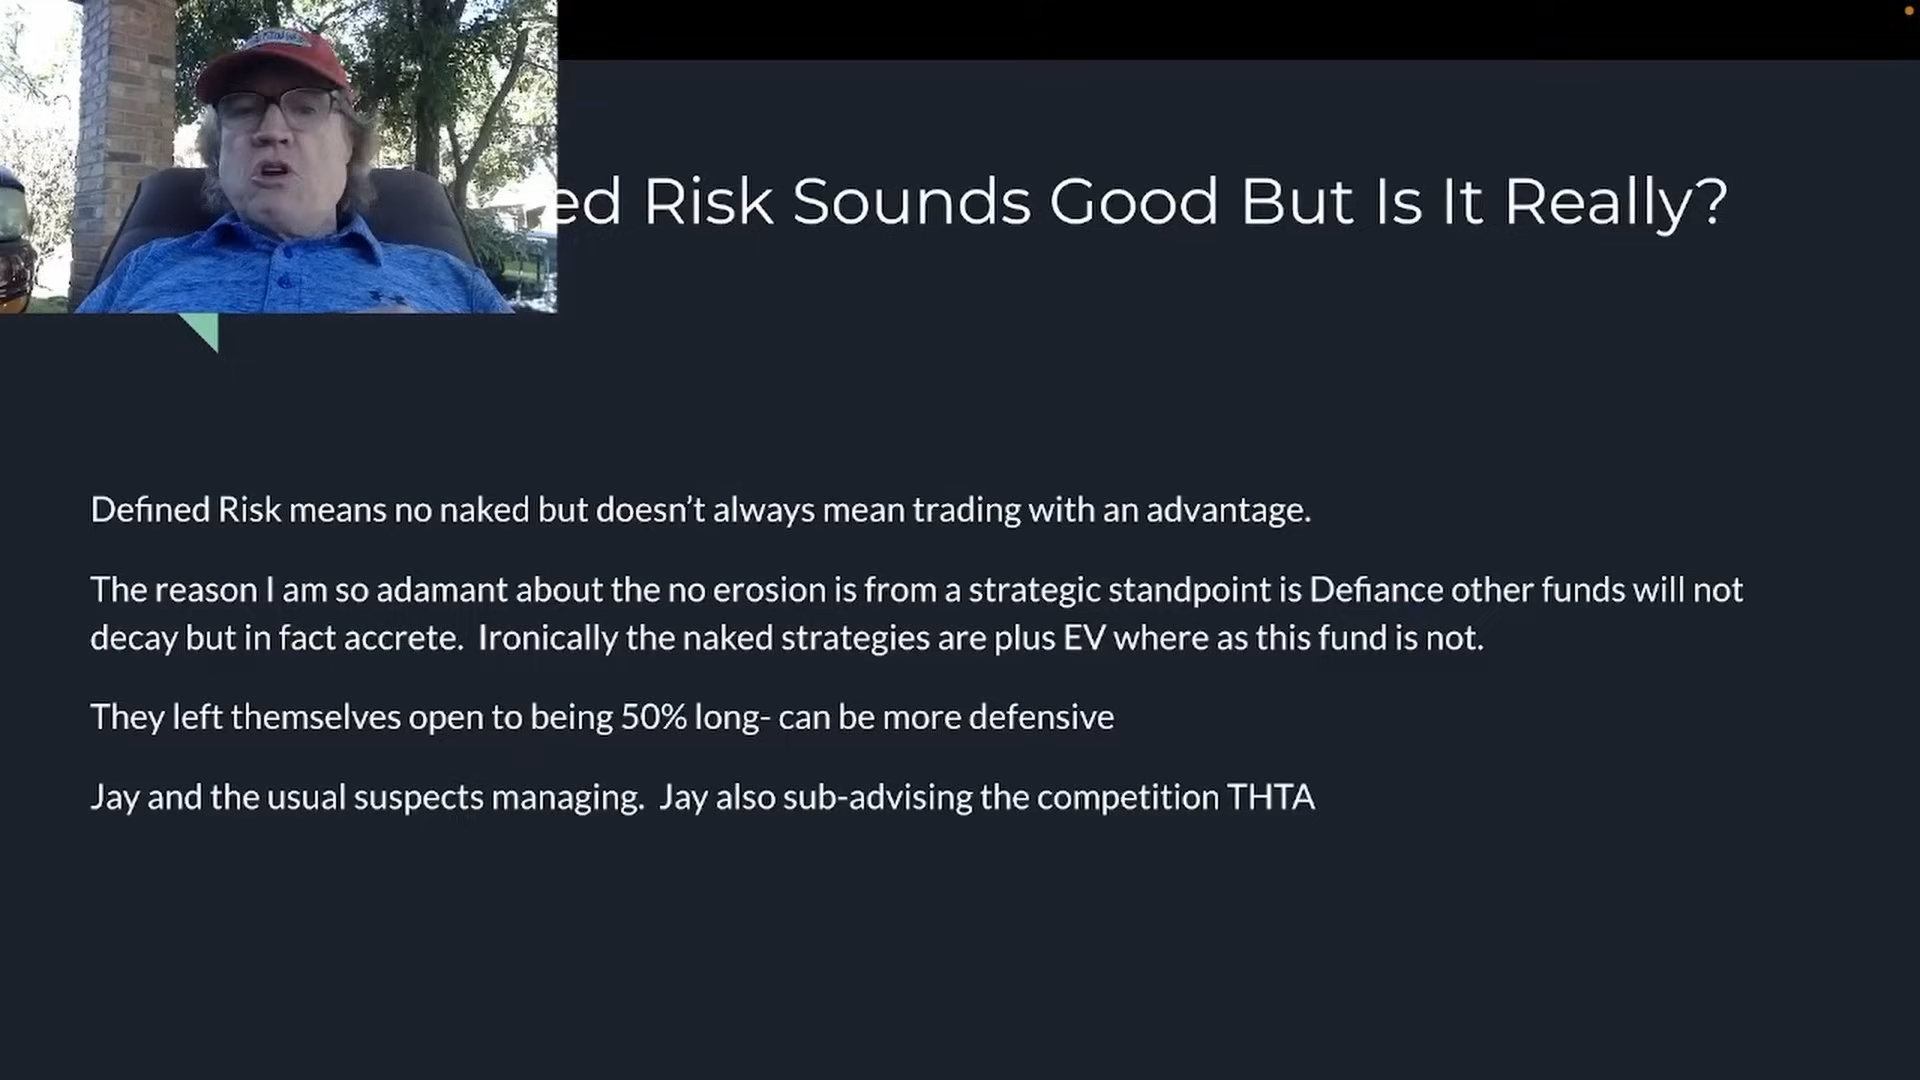 ed Risk Sounds Good But Is It Really?
Defined Risk means no naked but doesn’t always mean trading with an advantage.
The reason I am so adamant about the no erosion is from a strategic standpoint is Defiance other funds will not
decay but in fact accrete.  Ironically the naked strategies are plus EV where as this fund is not.
They left themselves open to being 50% long- can be more defensive
Jay and the usual suspects managing.  Jay also sub-advising the competition THTA